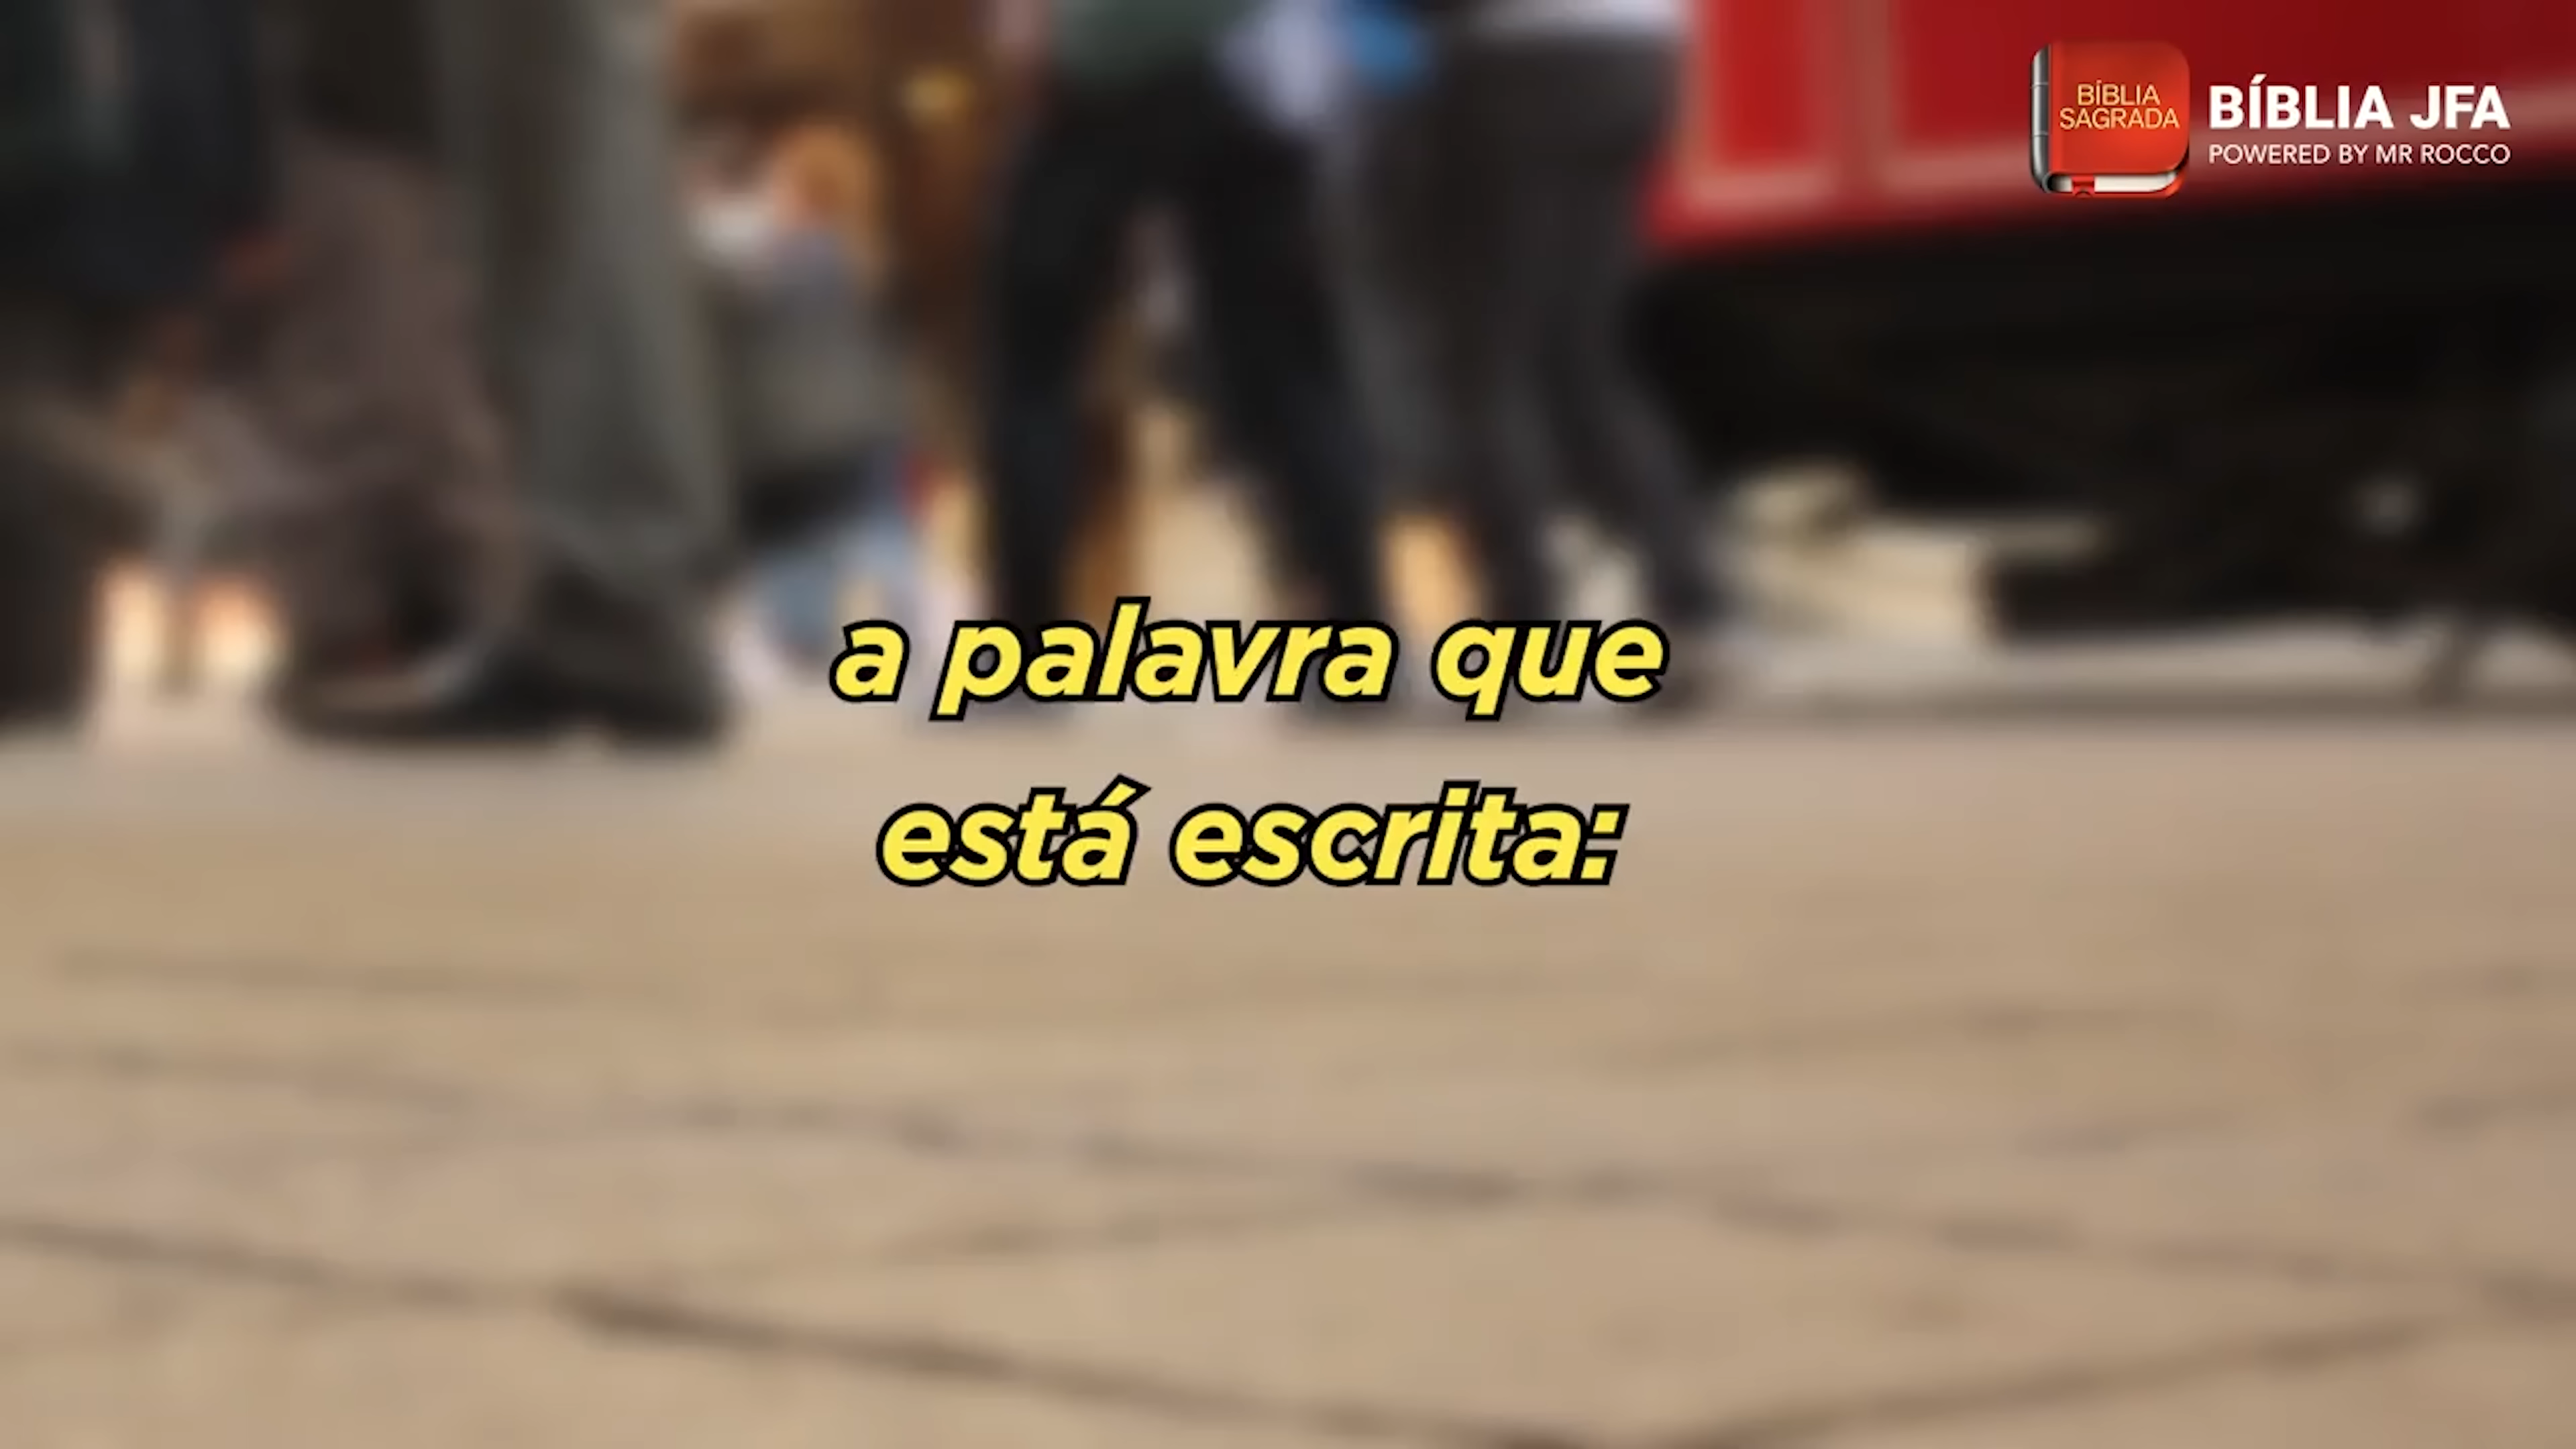 BÍBLIA
SAGRADA
BÍBLIA JFA
POWERED BY MR ROCCO
a palavra que
está escrita: